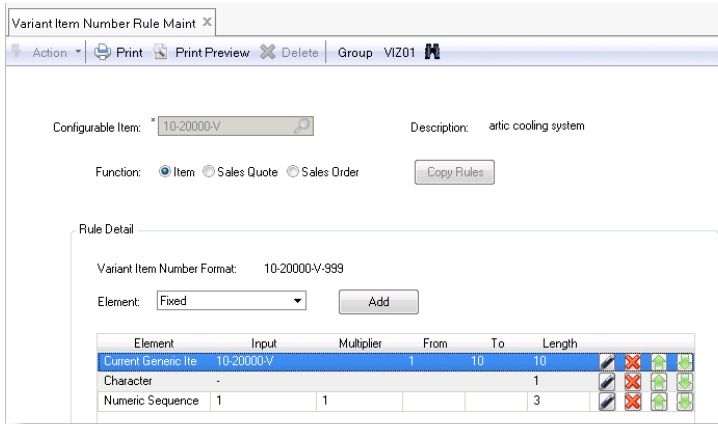 Variant Item Number Rule Maint
Action Print Print Preview Delete Group VIZ01
Configurable Item: * 10-20000-V Description: artic cooling system
Function: Item Sales Quote Sales Order Copy Rules
Rule Detail
Variant Item Number Format: 10-20000-V-999
Element: Fixed Add
Element Input Multiplier From To Length
Current Generic Ite 10-20000-V 1 10 10
Character - 1
Numeric Sequence 1 1 3